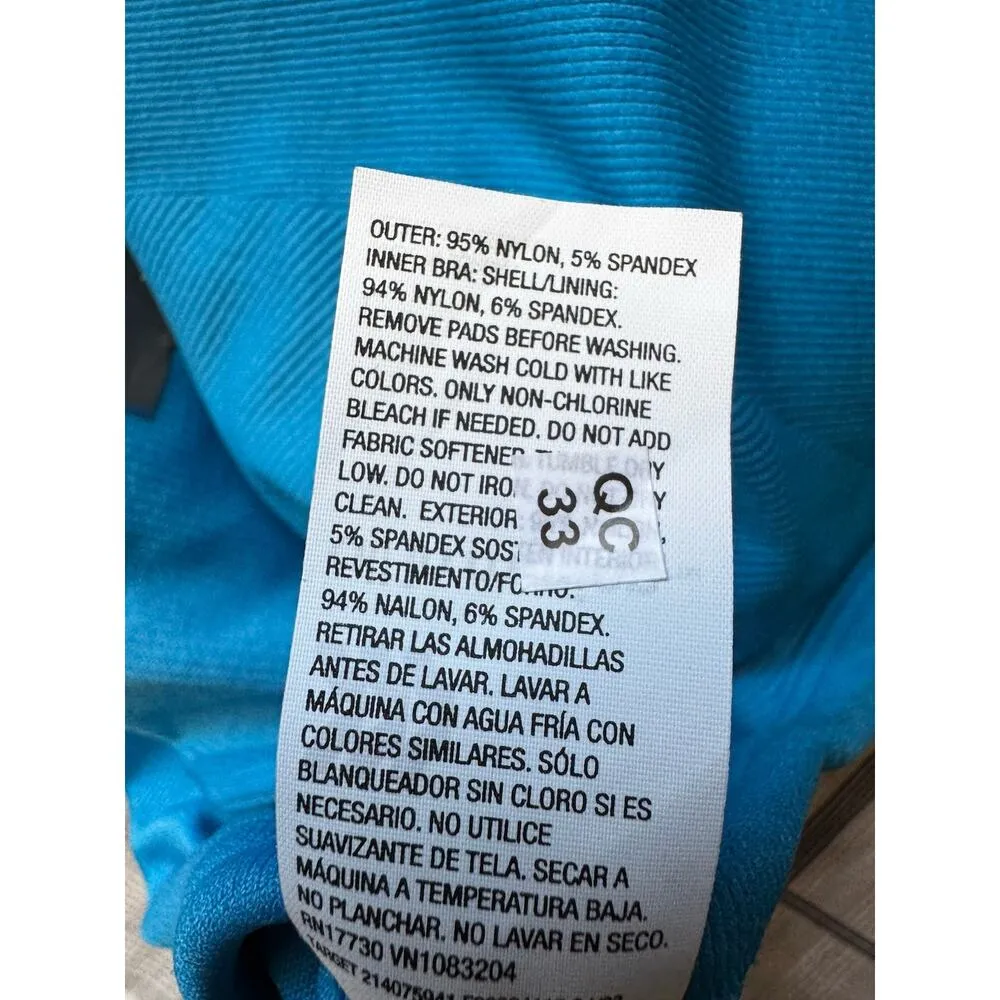 OUTER: 95% NYLON, 5% SPANDEX
INNER BRA: SHELL/LINING:
94% NYLON, 6% SPANDEX.
REMOVE PADS BEFORE WASHING.
MACHINE WASH COLD WITH LIKE
COLORS. ONLY NON-CHLORINE
BLEACH IF NEEDED. DO NOT ADD
FABRIC SOFTENER. TUMBLE DRY
LOW. DO NOT
CLEAN. EXTERIOR
5% SPANDEX
94% NAILON, 6% SPANDEX.
RETIRAR LAS ALMOHADILLAS
ANTES DE LAVAR. LAVAR A
MÁQUINA CON AGUA FRÍA CON
COLORES SIMILARES. SÓLO
BLANQUEADOR SIN CLORO SI ES
NECESARIO. NO UTILICE
SUAVIZANTE DE TELA. SECAR A
MÁQUINA A TEMPERATURA BAJA.
NO PLANCHAR. NO LAVAR EN SECO.
RN17730 VN1083204
TARGET 214075941
QC
33